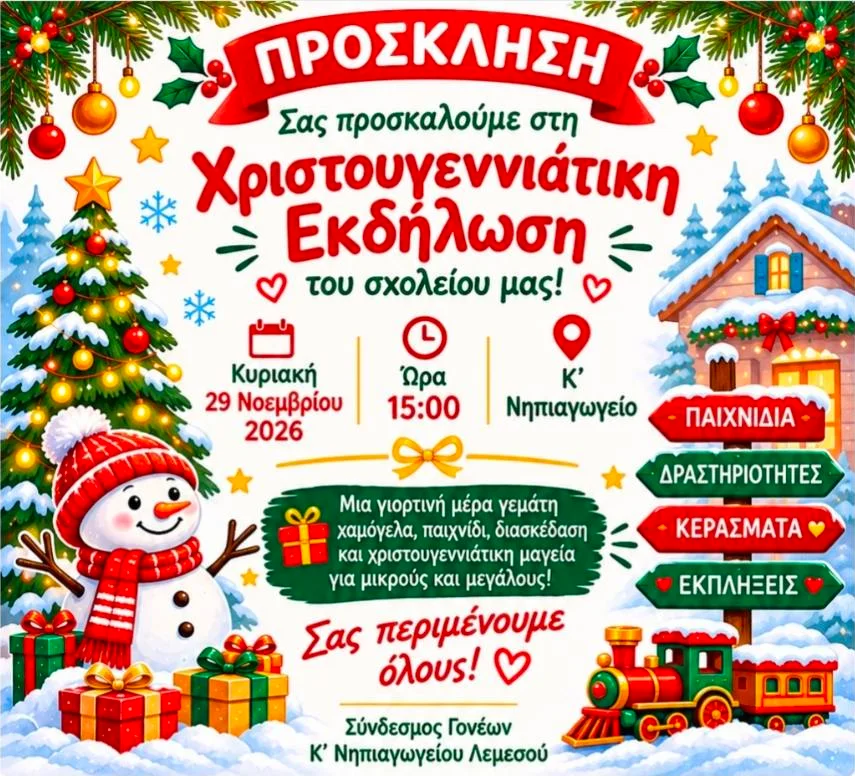 ΠΡΟΣΚΛΗΣΗ
Σας προσκαλούμε στη
Χριστουγεννιάτικη
Εκδήλωση
του σχολείου μας!
Κυριακή
29 Νοεμβρίου
2026
Ώρα
15:00
Κ’
Νηπιαγωγείο
ΠΑΙΧΝΙΔΙΑ
ΔΡΑΣΤΗΡΙΟΤΗΤΕΣ
ΚΕΡΑΣΜΑΤΑ
ΕΚΠΛΗΞΕΙΣ
Μια γιορτινή μέρα γεμάτη
χαμόγελα, παιχνίδι, διασκέδαση
και χριστουγεννιάτικη μαγεία
για μικρούς και μεγάλους!
Σας περιμένουμε
όλους!
Σύνδεσμος Γονέων
Κ’ Νηπιαγωγείου Λεμεσού